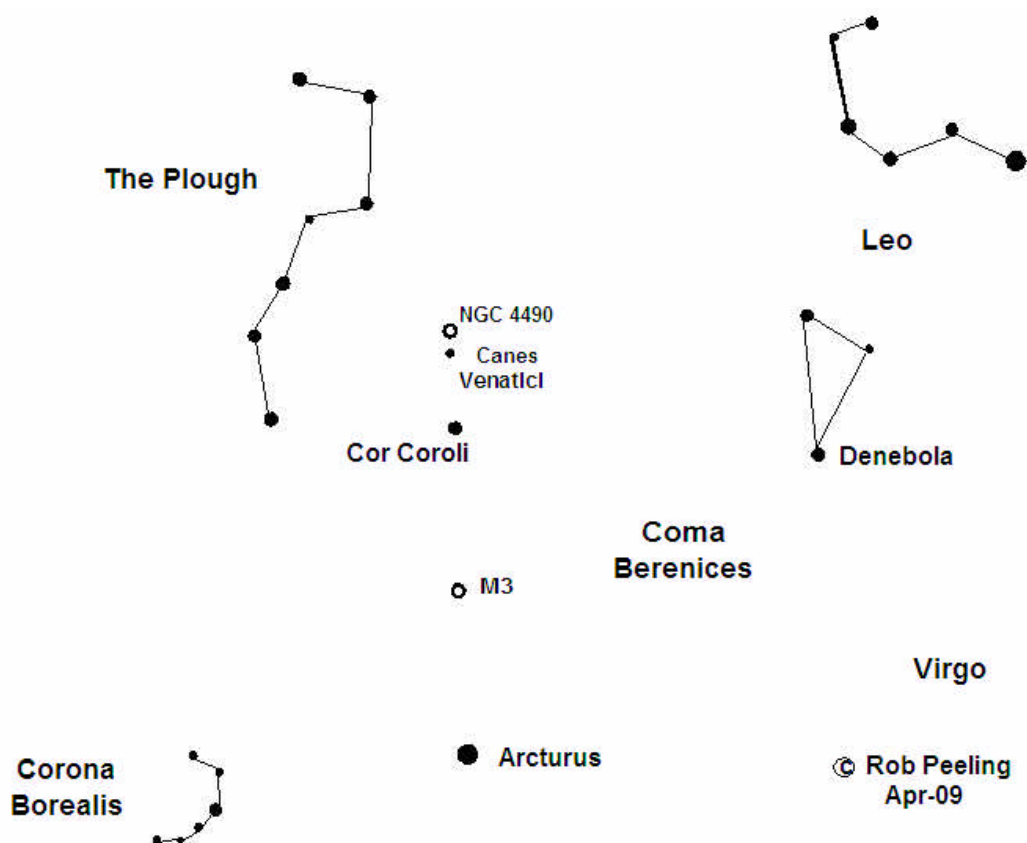 The Plough
Leo
NGC 4490
Canes
VenatIcI
Cor Coroli
Denebola
Coma
Berenices
M3
Virgo
Corona
Borealis
Arcturus
© Rob Peeling
Apr-09